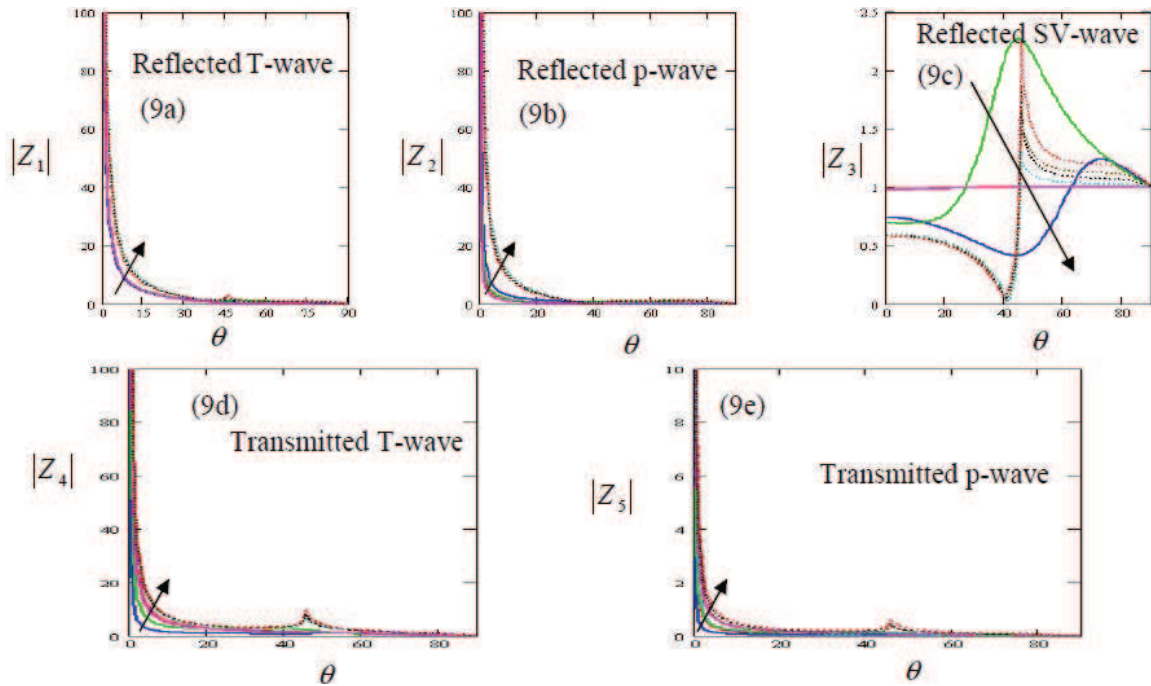 Reflected T-wave
(9a)
|Z₁|
100
80
60
40
20
0
0 15 30 45 60 75 90
θ
Reflected p-wave
(9b)
|Z₂|
100
80
60
40
20
0
0 20 40 60 80
θ
Reflected SV-wave
(9c)
|Z₃|
2.5
2
1.5
1
0.5
0
0 20 40 60 80
θ
(9d)
Transmitted T-wave
|Z₄|
100
80
60
40
20
0
0 20 40 60 80
θ
(9e)
Transmitted p-wave
|Z₅|
10
8
6
4
2
0
0 20 40 60 80
θ